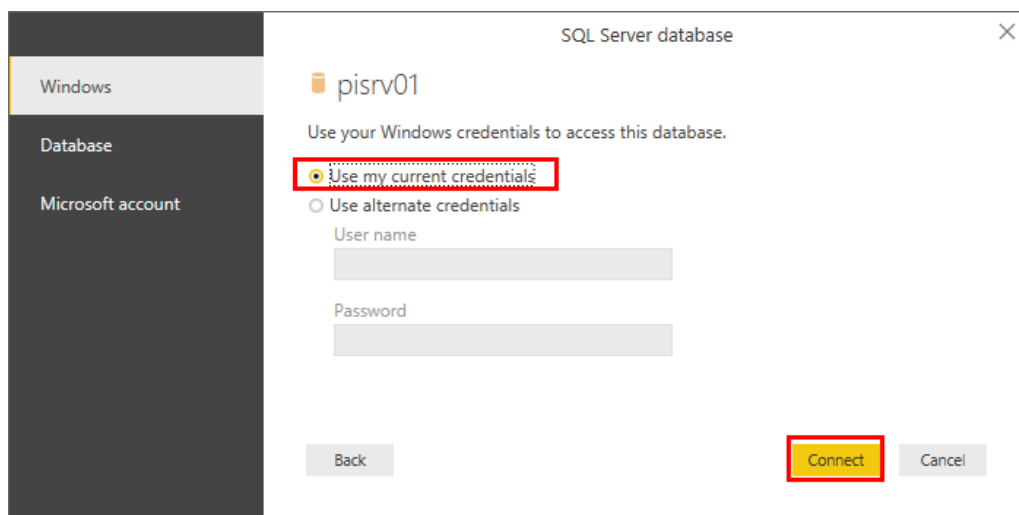 SQL Server database
Windows
Database
Microsoft account
pisrv01
Use your Windows credentials to access this database.
Use my current credentials
Use alternate credentials
User name
Password
Back
Connect
Cancel